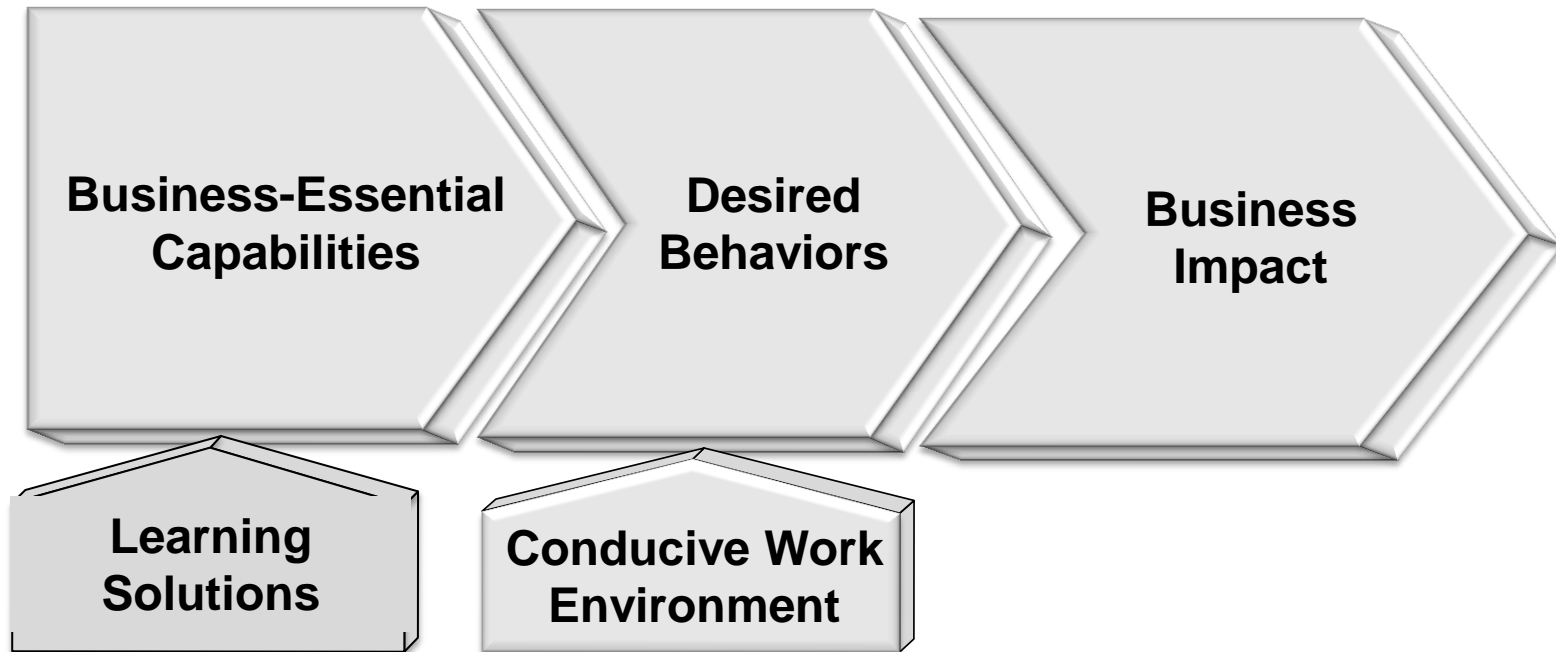 Business-Essential
Capabilities
Desired
Behaviors
Business
Impact
Learning
Solutions
Conducive Work
Environment